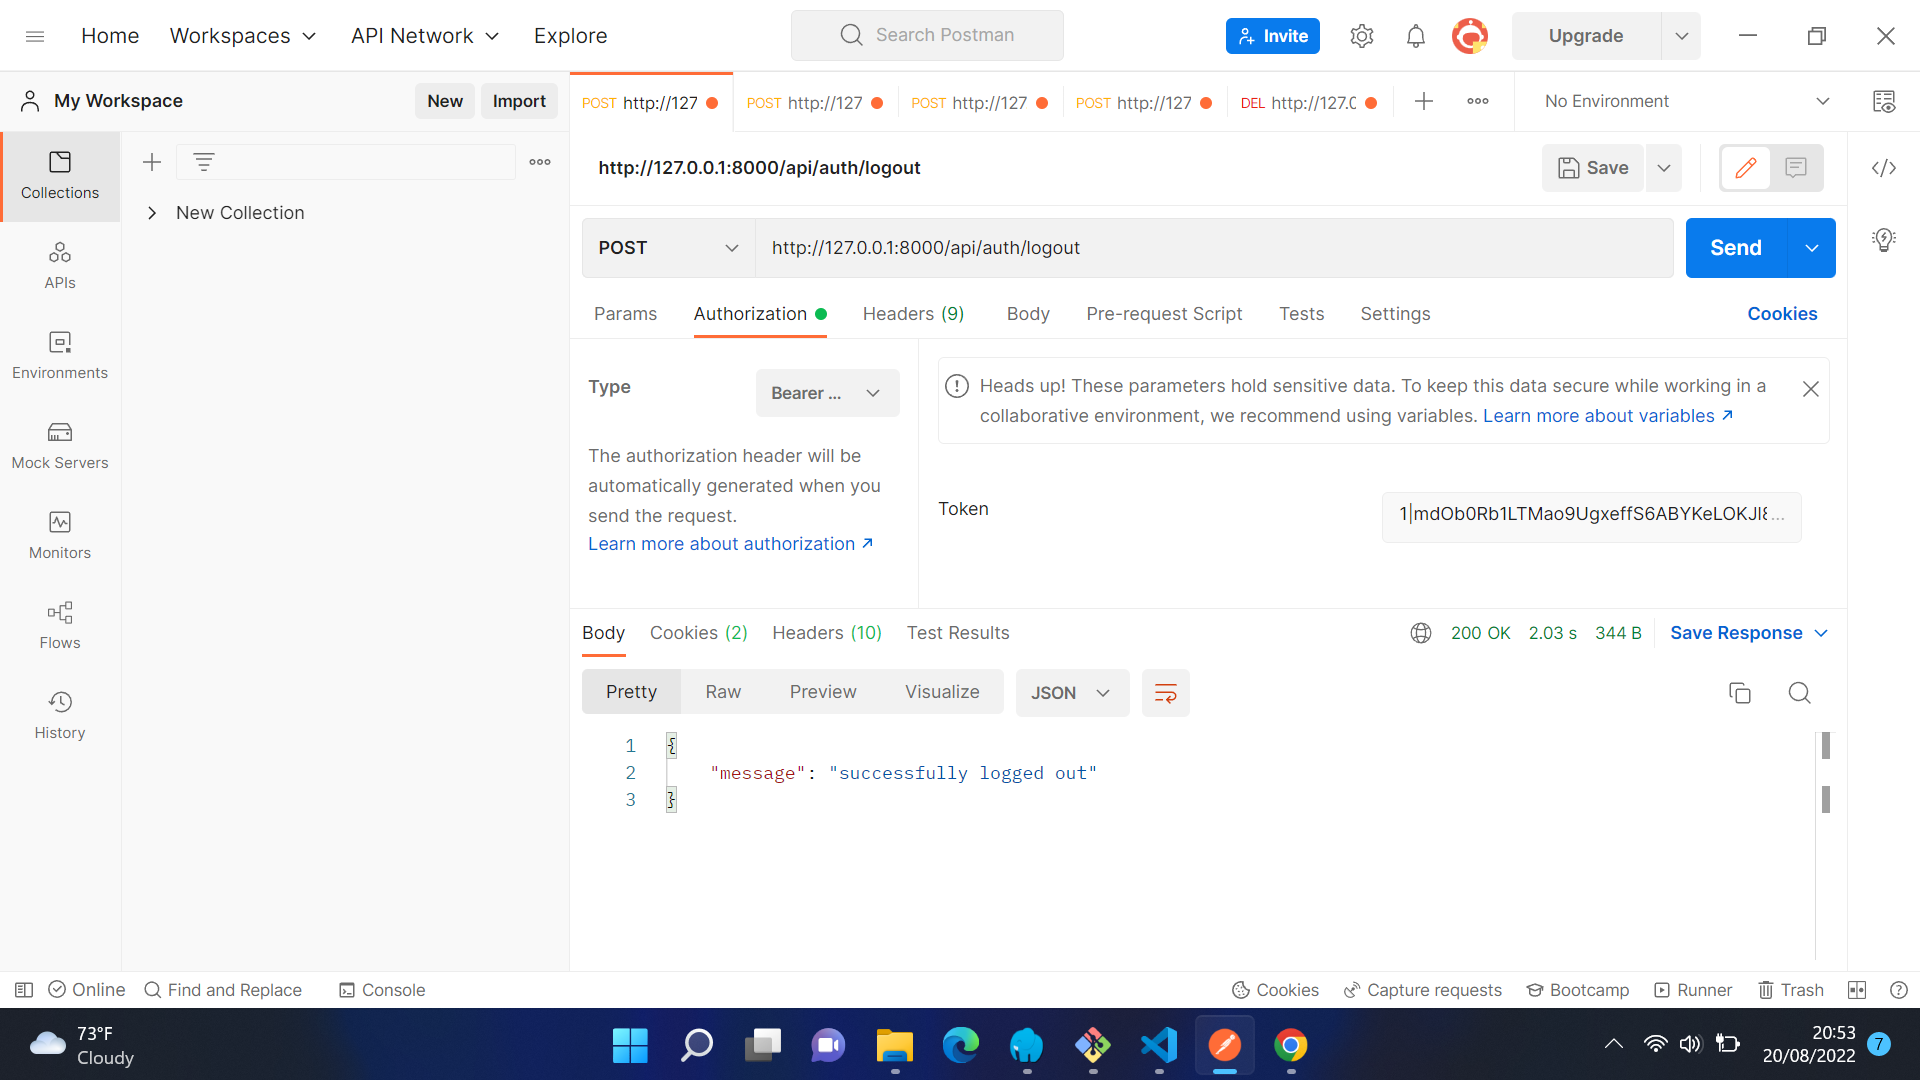 Home Workspaces API Network Explore Search Postman Invite Upgrade
My Workspace New Import POST http://127 POST http://127 POST http://127 POST http://127 DEL http://127.0 No Environment
http://127.0.0.1:8000/api/auth/logout Save
Collections
New Collection
POST http://127.0.0.1:8000/api/auth/logout Send
APIs
Params Authorization Headers (9) Body Pre-request Script Tests Settings Cookies
Environments
Type Bearer ...
Heads up! These parameters hold sensitive data. To keep this data secure while working in a
collaborative environment, we recommend using variables. Learn more about variables
Mock Servers
The authorization header will be
automatically generated when you
send the request.
Learn more about authorization
Token 1|mdOb0Rb1LTMao9UgxeffS6ABYKeLOKJl...
Monitors
Flows
Body Cookies (2) Headers (10) Test Results 200 OK 2.03 s 344 B Save Response
Pretty Raw Preview Visualize JSON
History
1 {
2 "message": "successfully logged out"
3 }
Online Find and Replace Console Cookies Capture requests Bootcamp Runner Trash
73°F
Cloudy
20:53
20/08/2022
7